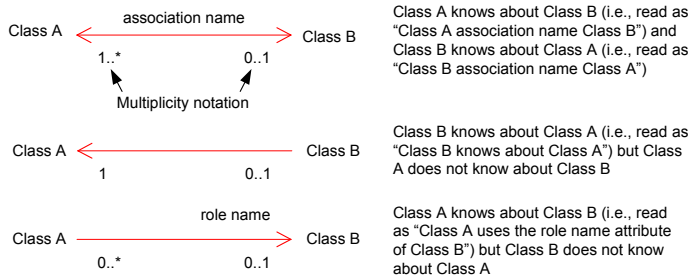 association name
Class A
Class B
1..*
0..1
Multiplicity notation
Class A knows about Class B (i.e., read as
“Class A association name Class B”) and
Class B knows about Class A (i.e., read as
“Class B association name Class A”)
Class A
Class B
1
0..1
Class B knows about Class A (i.e., read as
“Class B knows about Class A”) but Class
A does not know about Class B
role name
Class A
Class B
0..*
0..1
Class A knows about Class B (i.e., read
as “Class A uses the role name attribute
of Class B”) but Class B does not know
about Class A